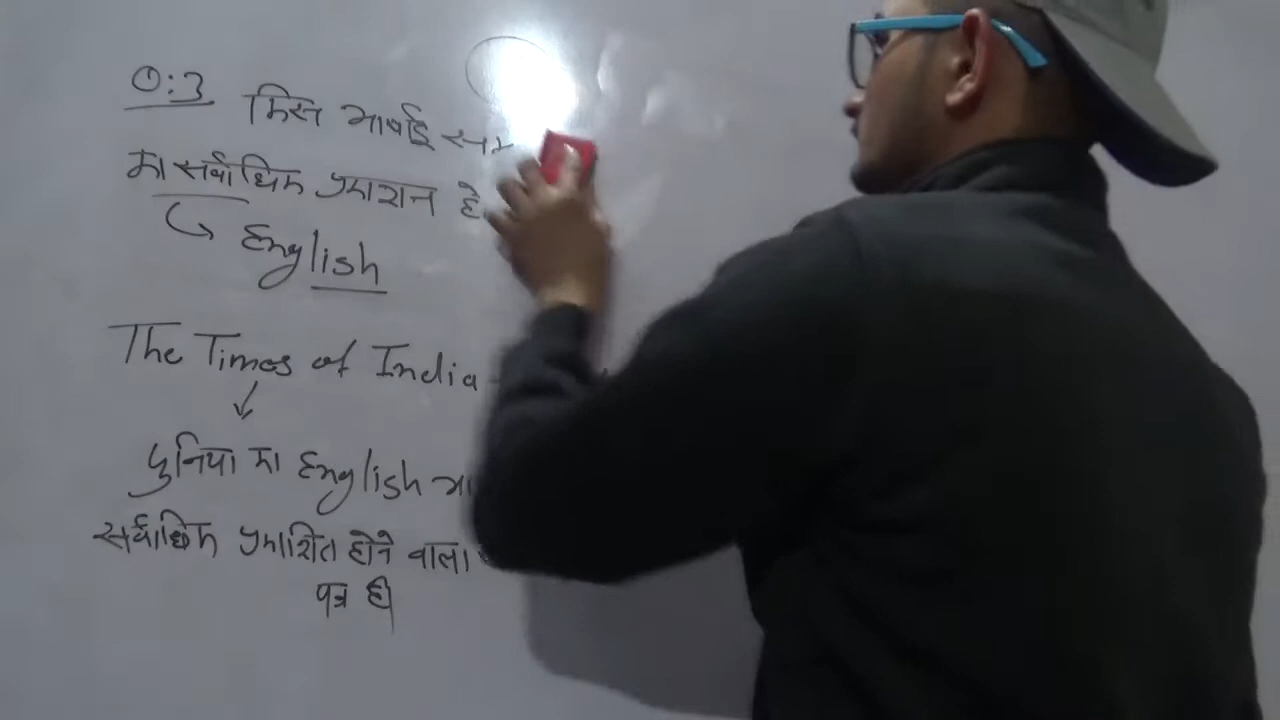 Q:3 किस भाषाई
का सर्वाधिक प्रकाशन है
English
The Times of India -
दुनिया का English भा
सर्वाधिक प्रकाशित होने वाला
पत्र है।